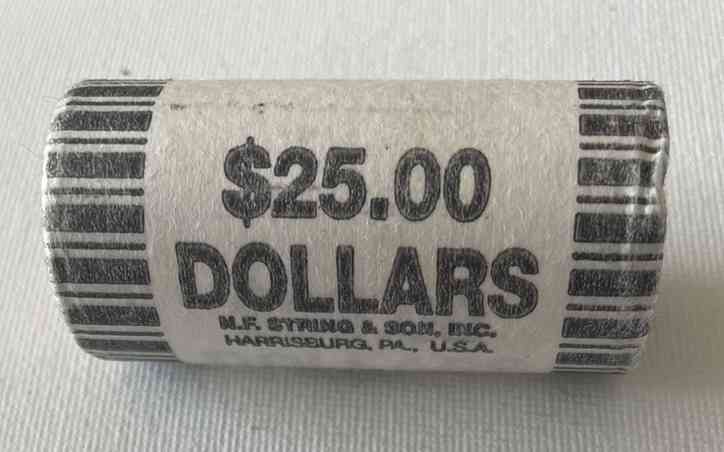 $25.00
DOLLARS
N.F. STRING & SON, INC.
HARRISBURG, PA., U.S.A.